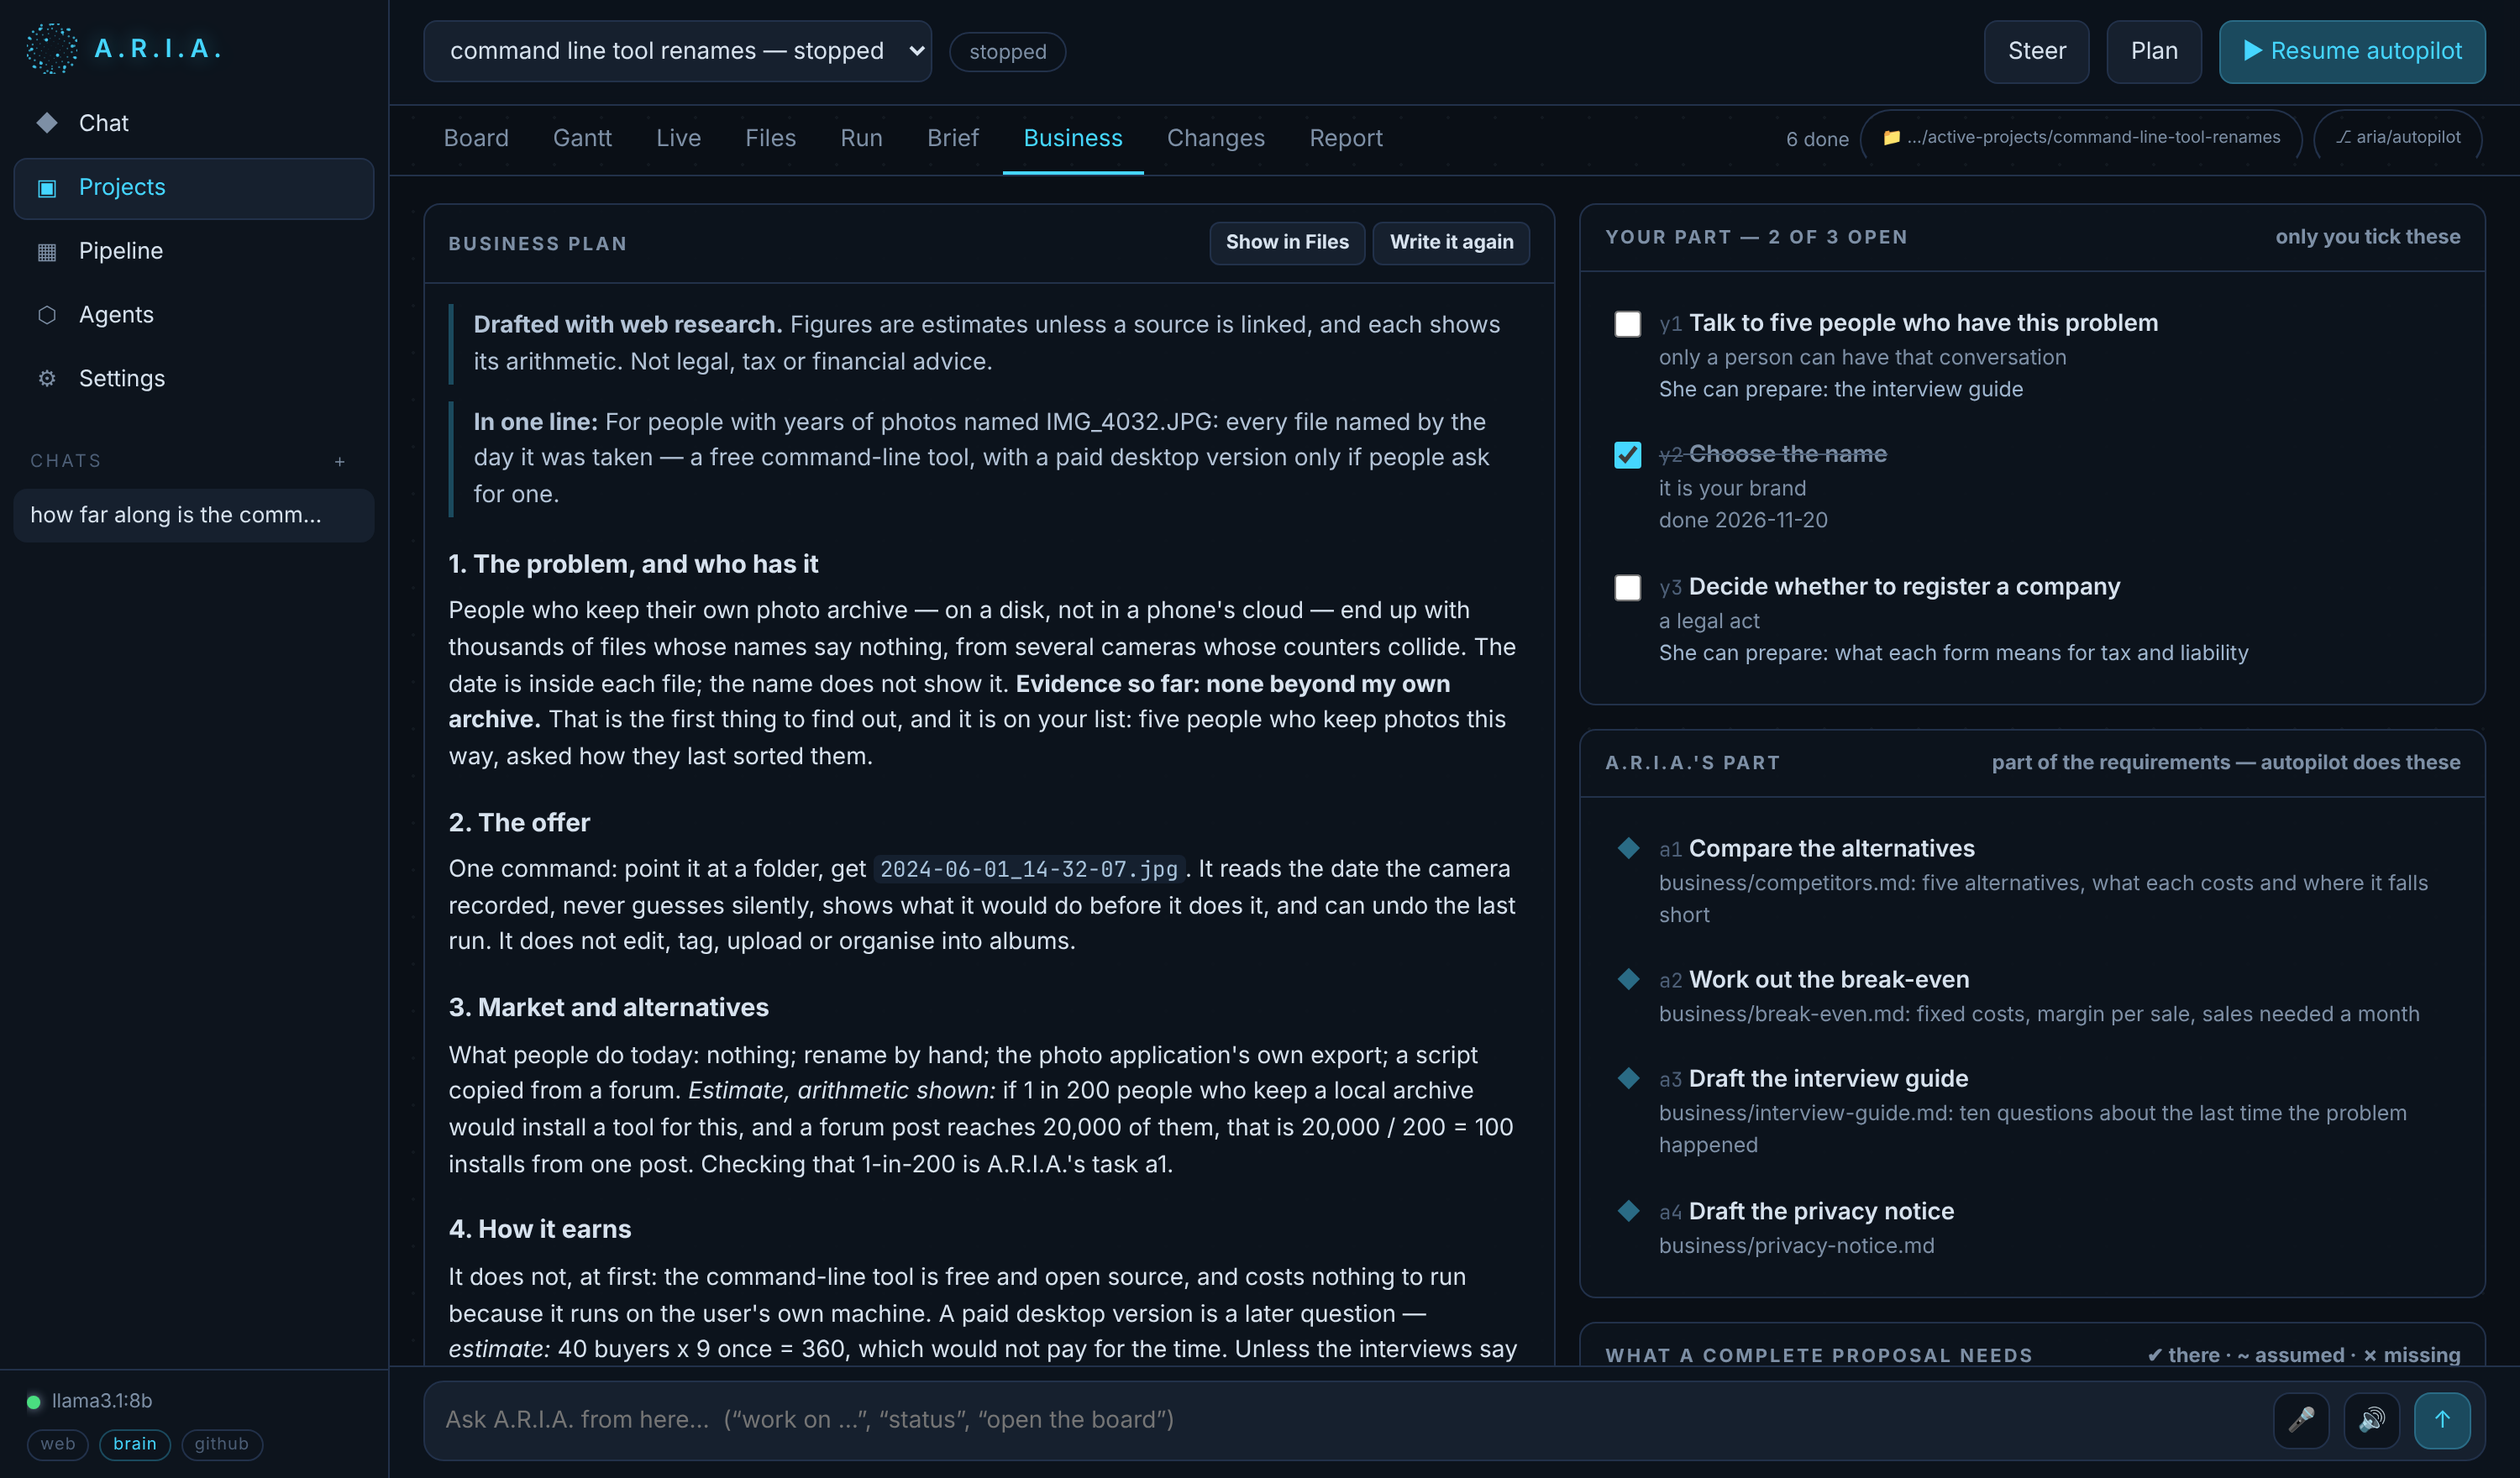 A.R.I.A.
Chat
Projects
Pipeline
Agents
Settings
CHATS +
how far along is the comm...
llama3.1:8b
web brain github
command line tool renames — stopped
stopped
Steer
Plan
▶ Resume autopilot
Board Gantt Live Files Run Brief Business Changes Report
6 done
📁 .../active-projects/command-line-tool-renames
⎇ aria/autopilot
BUSINESS PLAN
Show in Files
Write it again
Drafted with web research. Figures are estimates unless a source is linked, and each shows
its arithmetic. Not legal, tax or financial advice.
In one line: For people with years of photos named IMG_4032.JPG: every file named by the
day it was taken — a free command-line tool, with a paid desktop version only if people ask
for one.
1. The problem, and who has it
People who keep their own photo archive — on a disk, not in a phone's cloud — end up with
thousands of files whose names say nothing, from several cameras whose counters collide. The
date is inside each file; the name does not show it. Evidence so far: none beyond my own
archive. That is the first thing to find out, and it is on your list: five people who keep photos this
way, asked how they last sorted them.
2. The offer
One command: point it at a folder, get 2024-06-01_14-32-07.jpg. It reads the date the camera
recorded, never guesses silently, shows what it would do before it does it, and can undo the last
run. It does not edit, tag, upload or organise into albums.
3. Market and alternatives
What people do today: nothing; rename by hand; the photo application's own export; a script
copied from a forum. Estimate, arithmetic shown: if 1 in 200 people who keep a local archive
would install a tool for this, and a forum post reaches 20,000 of them, that is 20,000 / 200 = 100
installs from one post. Checking that 1-in-200 is A.R.I.A.'s task a1.
4. How it earns
It does not, at first: the command-line tool is free and open source, and costs nothing to run
because it runs on the user's own machine. A paid desktop version is a later question —
estimate: 40 buyers x 9 once = 360, which would not pay for the time. Unless the interviews say
YOUR PART — 2 OF 3 OPEN
only you tick these
y1 Talk to five people who have this problem
only a person can have that conversation
She can prepare: the interview guide
y2 Choose the name
it is your brand
done 2026-11-20
y3 Decide whether to register a company
a legal act
She can prepare: what each form means for tax and liability
A.R.I.A.'S PART
part of the requirements — autopilot does these
a1 Compare the alternatives
business/competitors.md: five alternatives, what each costs and where it falls
short
a2 Work out the break-even
business/break-even.md: fixed costs, margin per sale, sales needed a month
a3 Draft the interview guide
business/interview-guide.md: ten questions about the last time the problem
happened
a4 Draft the privacy notice
business/privacy-notice.md
WHAT A COMPLETE PROPOSAL NEEDS
✔ there · ~ assumed · × missing
Ask A.R.I.A. from here... (“work on ...”, “status”, “open the board”)